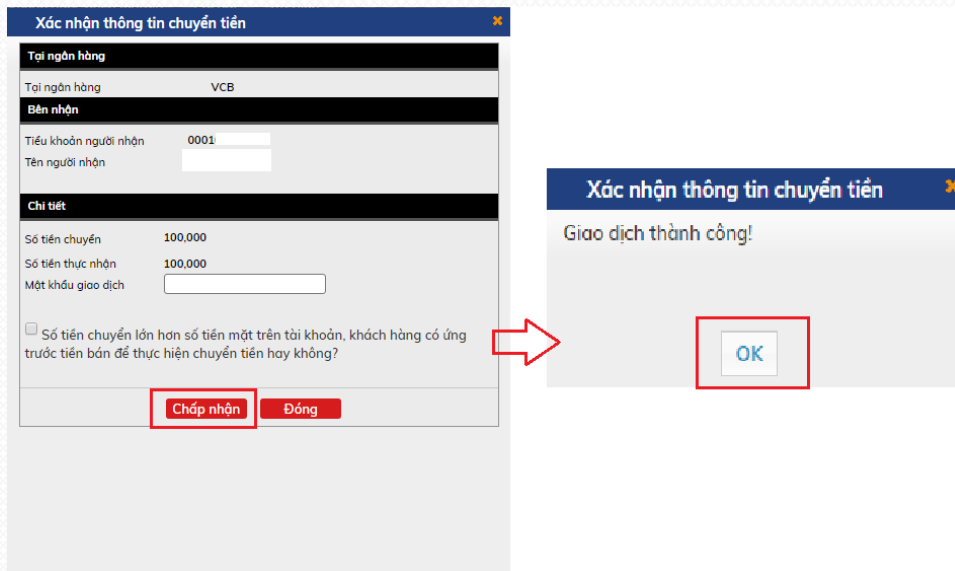 Xác nhận thông tin chuyển tiền
Tại ngân hàng
Tại ngân hàng VCB
Bên nhận
Tiểu khoản người nhận 0001
Tên người nhận
Chi tiết
Số tiền chuyển 100,000
Số tiền thực nhận 100,000
Mật khẩu giao dịch
Số tiền chuyển lớn hơn số tiền mặt trên tài khoản, khách hàng có ứng
trước tiền bán để thực hiện chuyển tiền hay không?
Chấp nhận Đóng
Xác nhận thông tin chuyển tiền
Giao dịch thành công!
OK